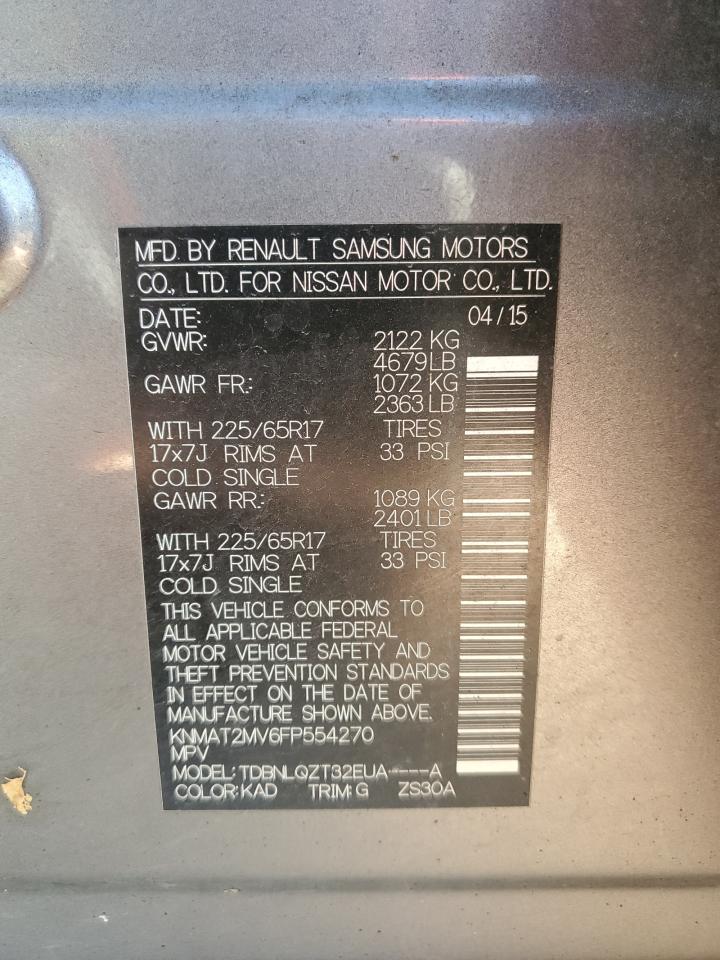 MFD. BY RENAULT SAMSUNG MOTORS
CO., LTD. FOR NISSAN MOTOR CO., LTD.
DATE: 04/15
GVWR: 2122 KG
4679LB
GAWR FR.: 1072 KG
2363 LB
WITH 225/65R17 TIRES
17x7J RIMS AT 33 PSI
COLD SINGLE
GAWR RR.: 1089 KG
2401LB
WITH 225/65R17 TIRES
17x7J RIMS AT 33 PSI
COLD SINGLE
THIS VEHICLE CONFORMS TO
ALL APPLICABLE FEDERAL
MOTOR VEHICLE SAFETY AND
THEFT PREVENTION STANDARDS
IN EFFECT ON THE DATE OF
MANUFACTURE SHOWN ABOVE.
KNMAT2MV6FP554270
MPV
MODEL: TDBNLQZT32EUA----A
COLOR: KAD TRIM: G ZS30A